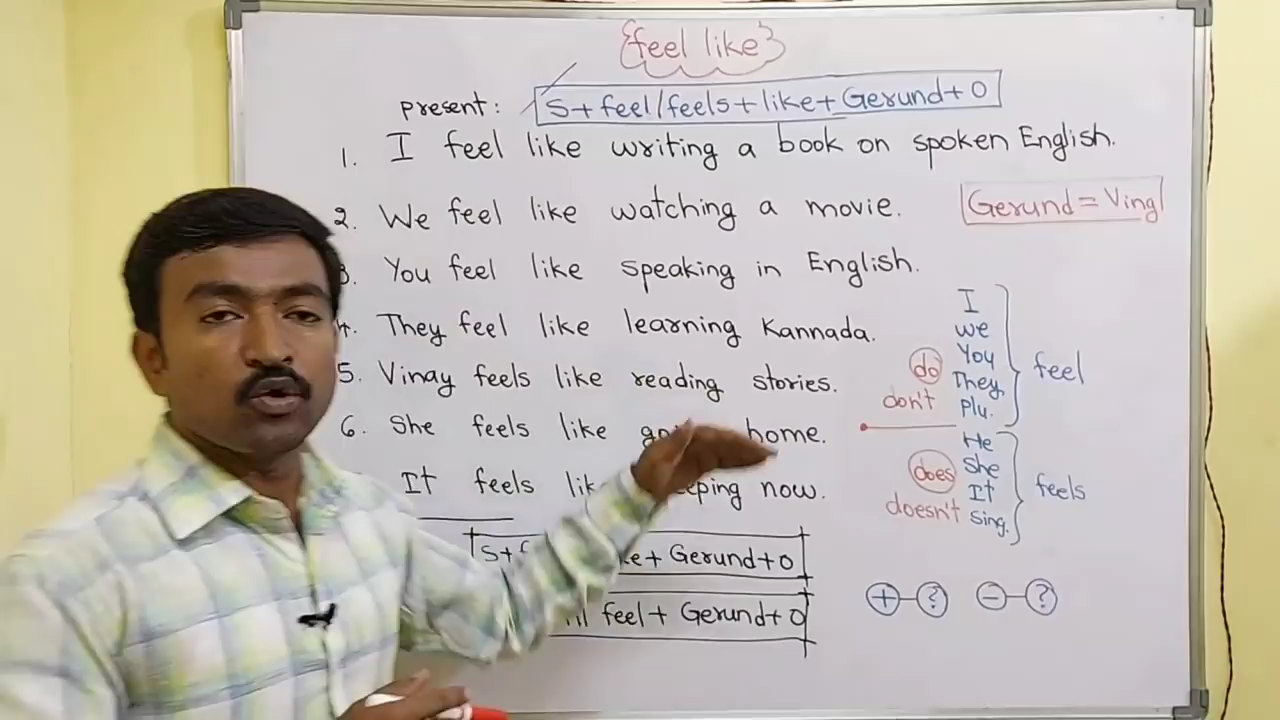 {feel like}
present: S+feel/feels+like+Gerund+O
1. I feel like writing a book on spoken English.
2. We feel like watching a movie.
Gerund = Ving
3. You feel like speaking in English.
4. They feel like learning Kannada.
5. Vinay feels like reading stories.
6. She feels like home.
It feels now.
S+ + Gerund+O
feel + Gerund+O
I
we
You
They
Plu.
feel
do
don't
He
She
It
Sing.
feels
does
doesn't
+ - ? - - ?